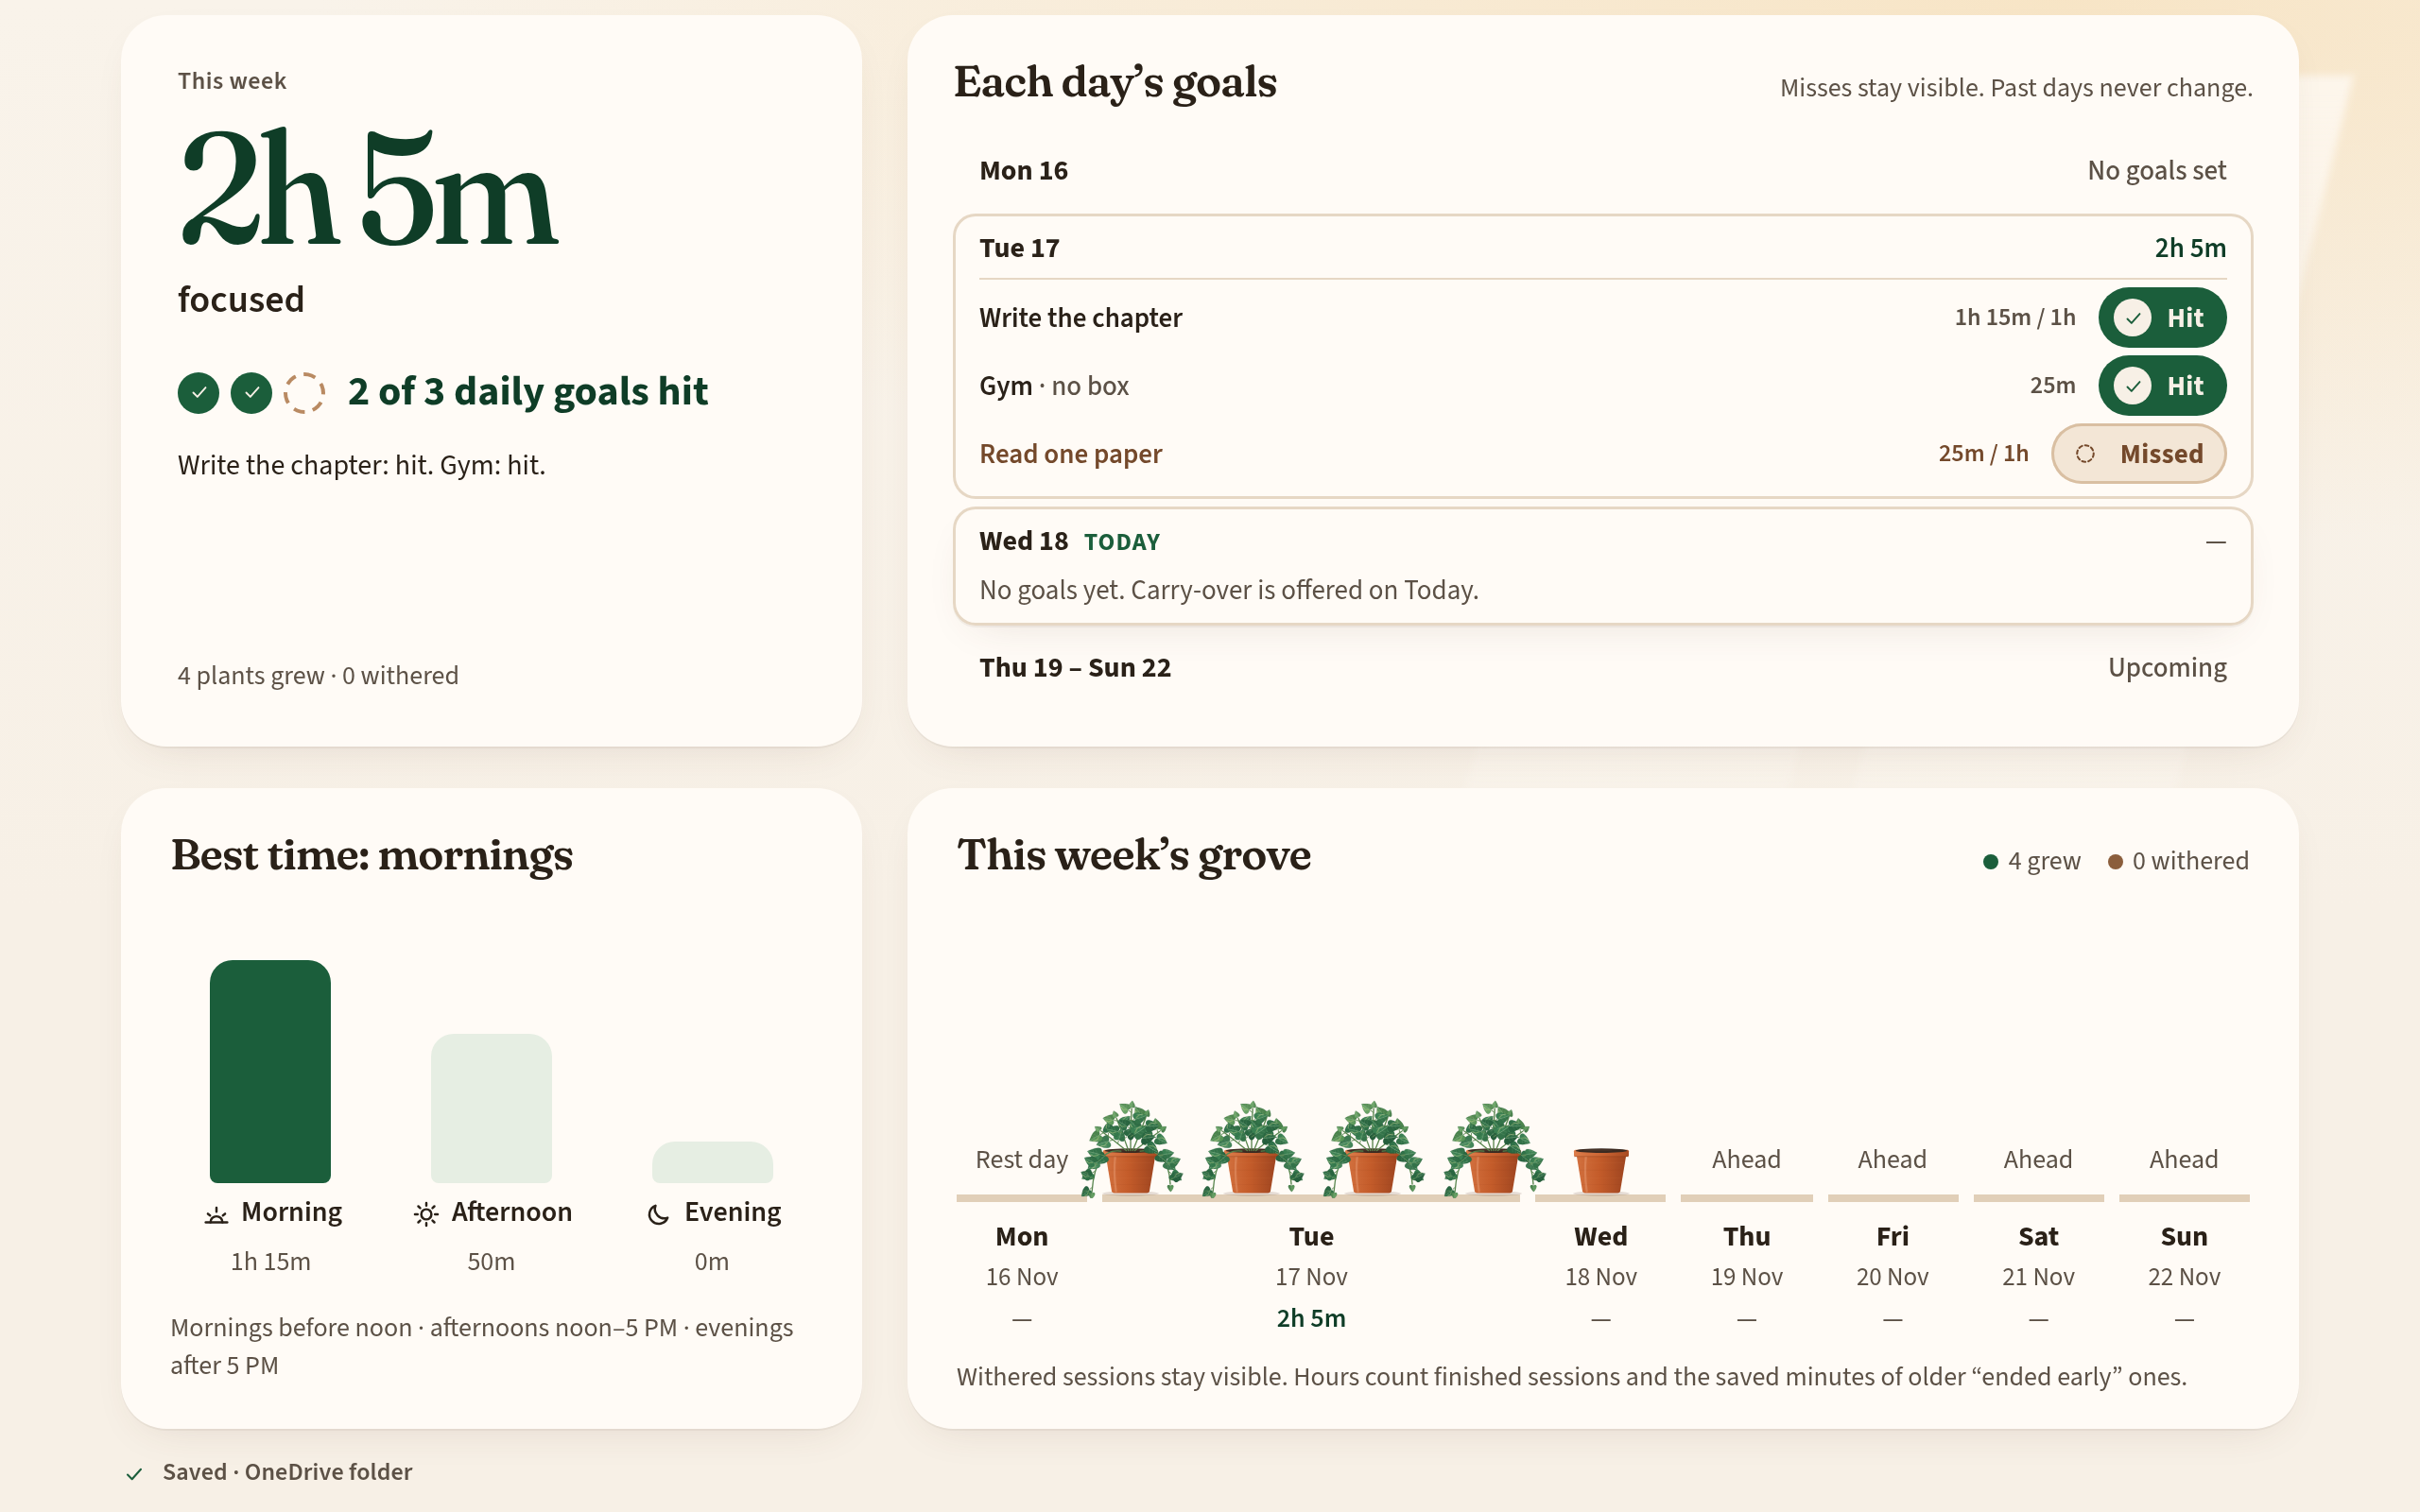 This week
2h 5m
focused
2 of 3 daily goals hit
Write the chapter: hit. Gym: hit.
4 plants grew · 0 withered
Each day’s goals
Misses stay visible. Past days never change.
Mon 16
No goals set
Tue 17
2h 5m
Write the chapter
1h 15m / 1h
Hit
Gym · no box
25m
Hit
Read one paper
25m / 1h
Missed
Wed 18 TODAY
—
No goals yet. Carry-over is offered on Today.
Thu 19 – Sun 22
Upcoming
Best time: mornings
Morning
Afternoon
Evening
1h 15m
50m
0m
Mornings before noon · afternoons noon–5 PM · evenings
after 5 PM
This week’s grove
4 grew
0 withered
Rest day
Ahead
Ahead
Ahead
Ahead
Mon
Tue
Wed
Thu
Fri
Sat
Sun
16 Nov
17 Nov
18 Nov
19 Nov
20 Nov
21 Nov
22 Nov
—
2h 5m
—
—
—
—
—
Withered sessions stay visible. Hours count finished sessions and the saved minutes of older “ended early” ones.
Saved · OneDrive folder